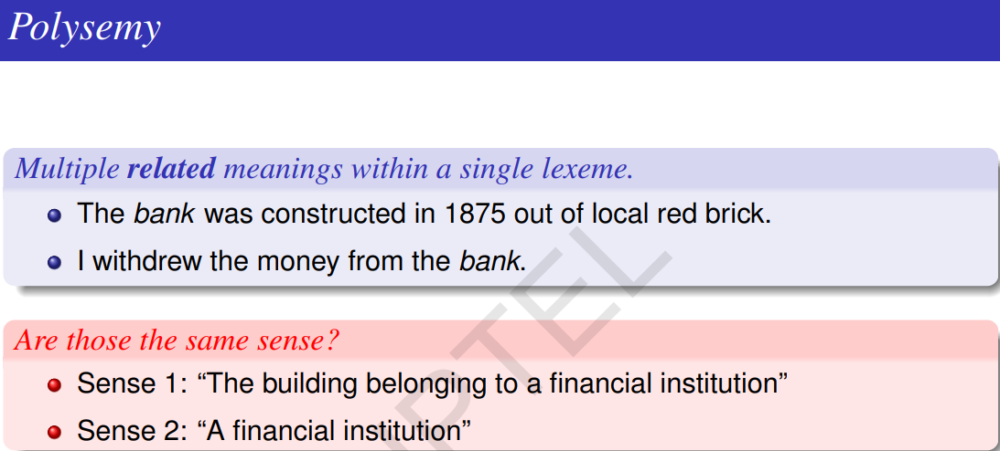 Polysemy
Multiple related meanings within a single lexeme.
The bank was constructed in 1875 out of local red brick.
I withdrew the money from the bank.
Are those the same sense?
Sense 1: “The building belonging to a financial institution”
Sense 2: “A financial institution”
PTEL